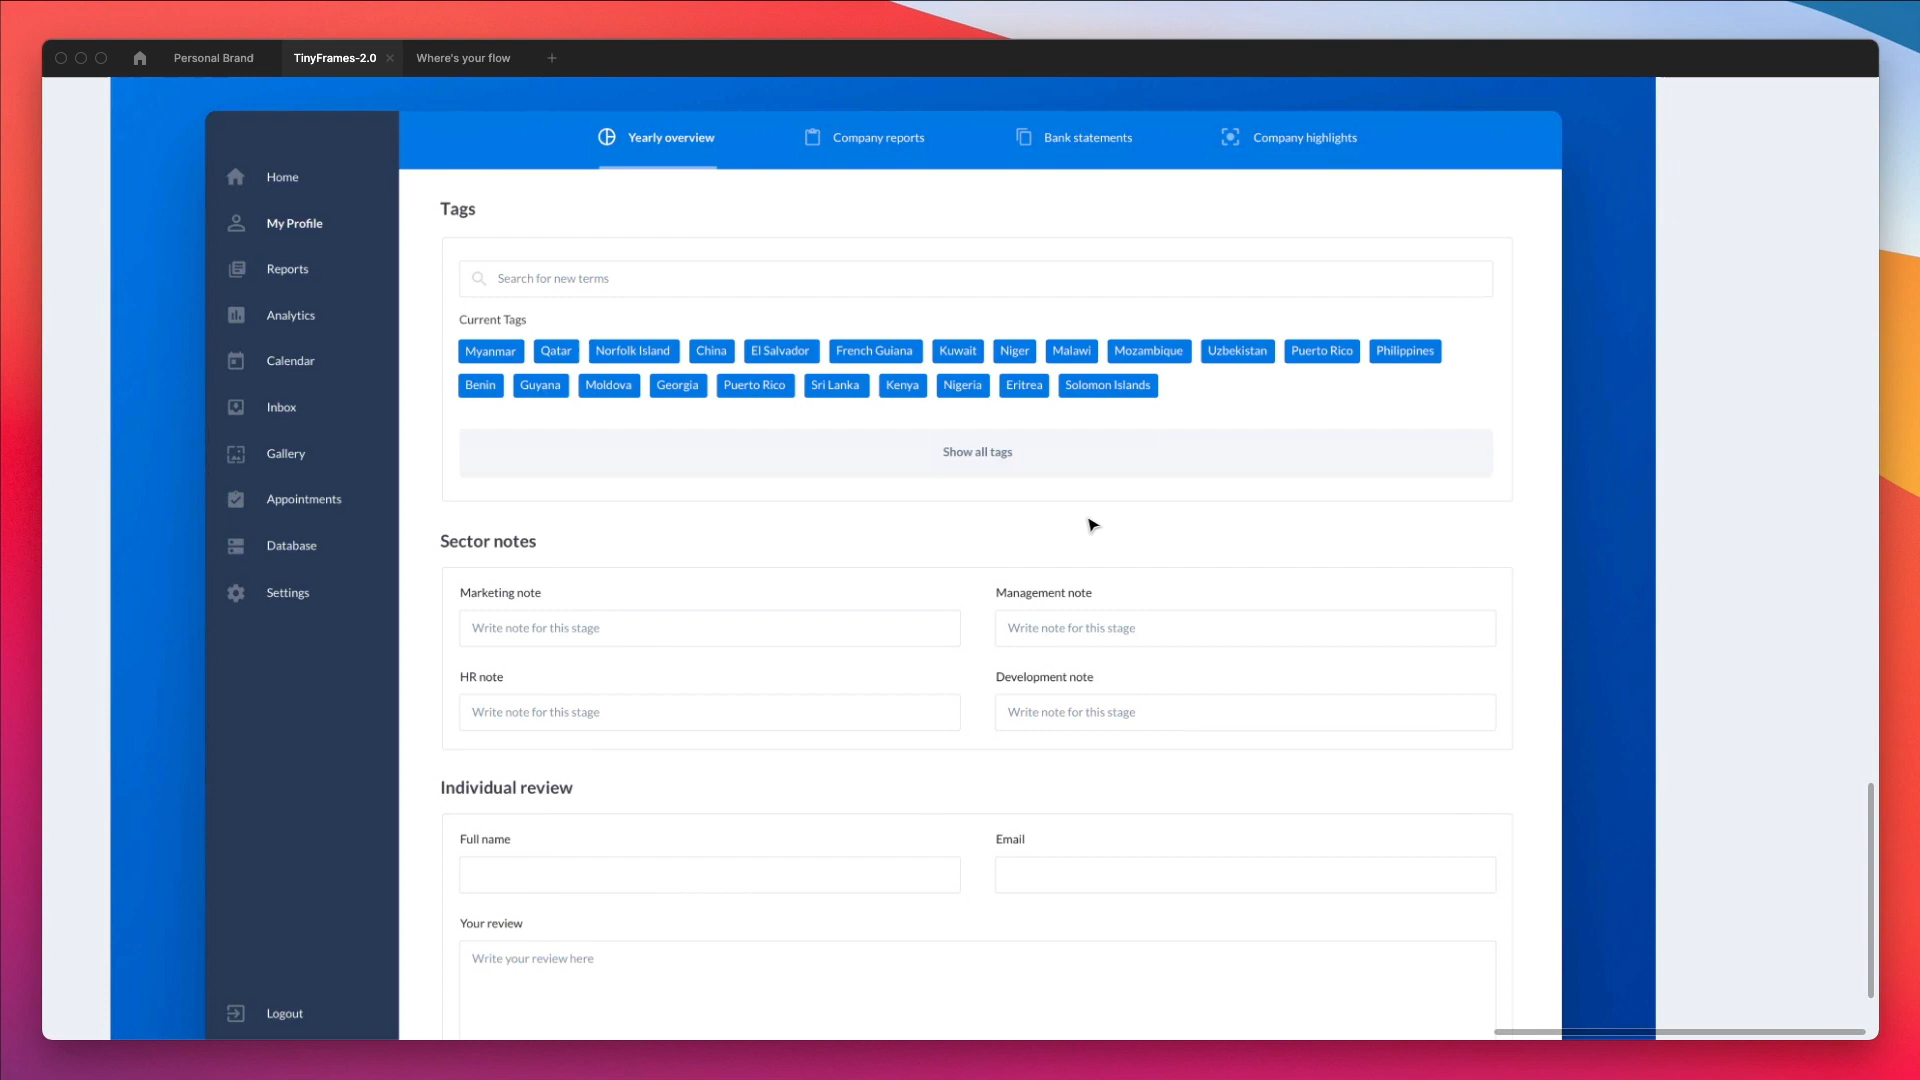 Personal Brand
TinyFrames-2.0
Where's your flow
Yearly overview
Company reports
Bank statements
Company highlights
Home
My Profile
Reports
Analytics
Calendar
Inbox
Gallery
Appointments
Database
Settings
Logout
Tags
Search for new terms
Current Tags
Myanmar Qatar Norfolk Island China El Salvador French Guiana Kuwait Niger Malawi Mozambique Uzbekistan Puerto Rico Philippines
Benin Guyana Moldova Georgia Puerto Rico Sri Lanka Kenya Nigeria Eritrea Solomon Islands
Show all tags
Sector notes
Marketing note
Write note for this stage
Management note
Write note for this stage
HR note
Write note for this stage
Development note
Write note for this stage
Individual review
Full name
Email
Your review
Write your review here